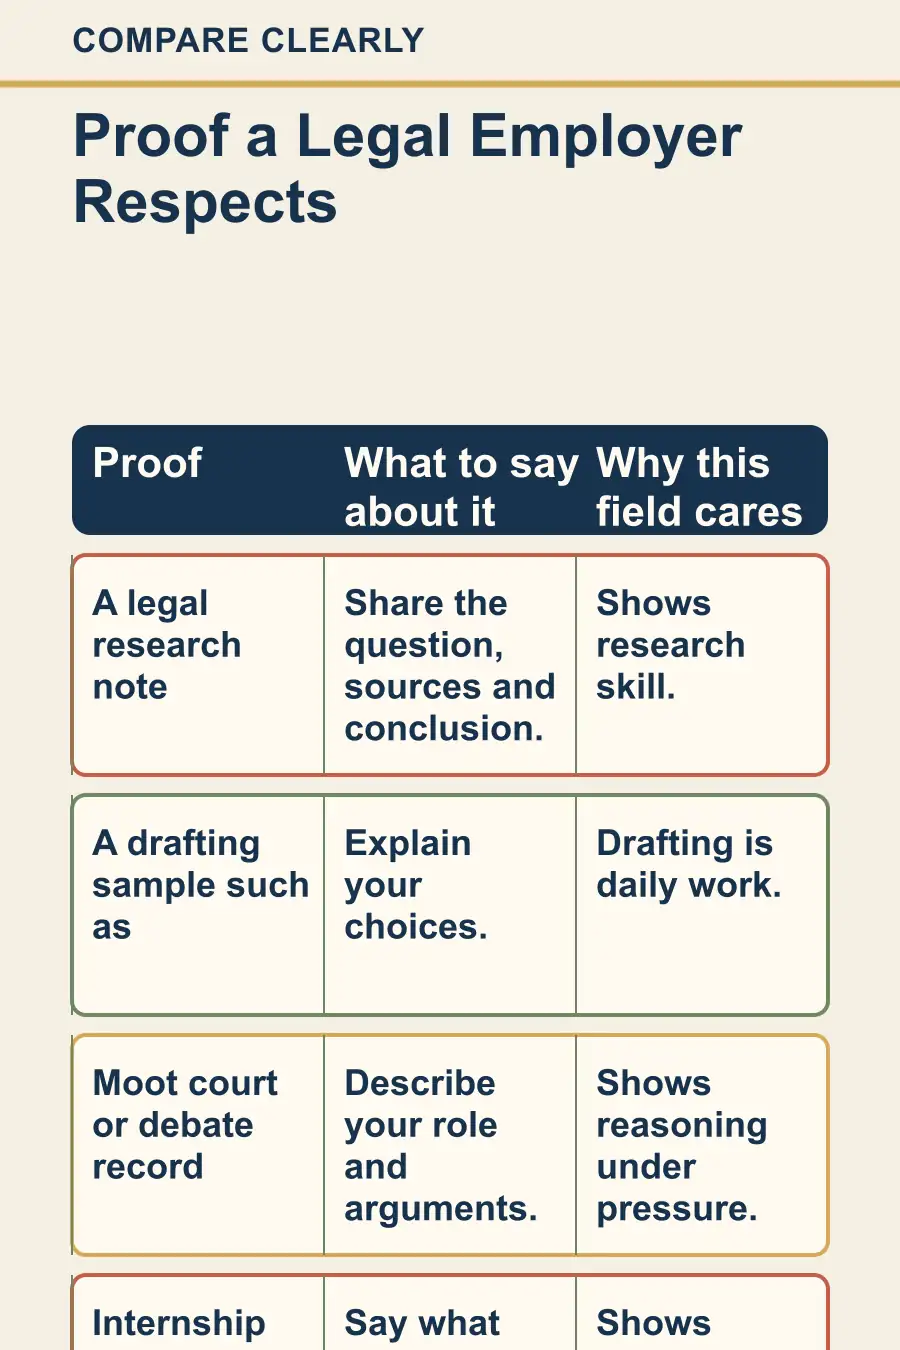 COMPARE CLEARLY
Proof a Legal Employer
Respects
Proof
What to say
about it
Why this
field cares
A legal
research
note
Share the
question,
sources and
conclusion.
Shows
research
skill.
A drafting
sample such
as
Explain
your
choices.
Drafting is
daily work.
Moot court
or debate
record
Describe
your role
and
arguments.
Shows
reasoning
under
pressure.
Internship
Say what
Shows